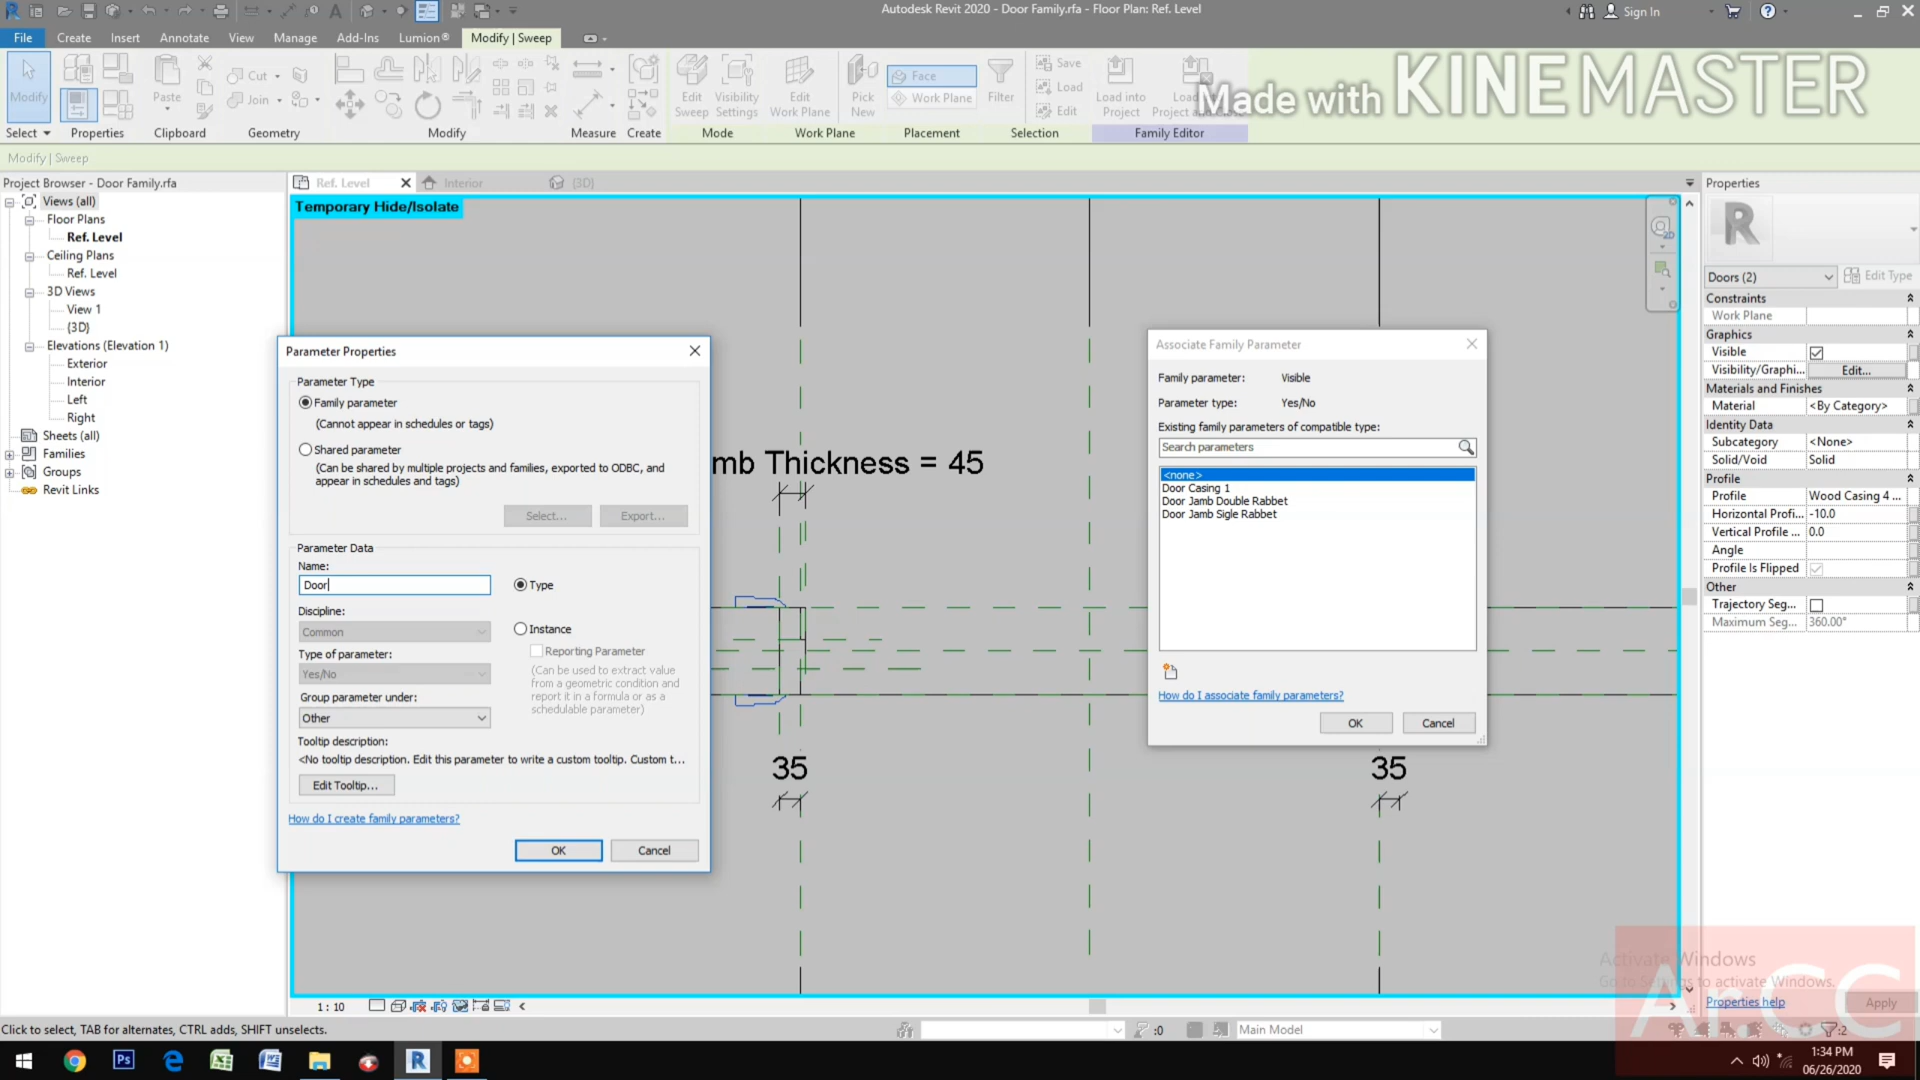 Autodesk Revit 2020 - Door Family.rfa - Floor Plan: Ref. Level
Sign In
File Create Insert Annotate View Manage Add-Ins Lumion® Modify | Sweep
Modify
Paste
Cut
Join
Edit Sweep
Visibility Settings
Edit Work Plane
Pick New
Face
Work Plane
Filter
Save
Load
Edit
Load into Project
Load into Project and Close
Made with KINEMASTER
Select Properties Clipboard Geometry Modify Measure Create Mode Work Plane Placement Selection Family Editor
Modify | Sweep
Project Browser - Door Family.rfa
Views (all)
Floor Plans
Ref. Level
Ceiling Plans
Ref. Level
3D Views
View 1
{3D}
Elevations (Elevation 1)
Exterior
Interior
Left
Right
Sheets (all)
Families
Groups
Revit Links
Ref. Level
Interior
{3D}
Temporary Hide/Isolate
mb Thickness = 45
35
35
Parameter Properties
Parameter Type
Family parameter
(Cannot appear in schedules or tags)
Shared parameter
(Can be shared by multiple projects and families, exported to ODBC, and
appear in schedules and tags)
Select...
Export...
Parameter Data
Name:
Door
Type
Discipline:
Common
Instance
Reporting Parameter
(Can be used to extract value
from a geometric condition and
report it in a formula or as a
schedulable parameter)
Type of parameter:
Yes/No
Group parameter under:
Other
Tooltip description:
<No tooltip description. Edit this parameter to write a custom tooltip. Custom t...
Edit Tooltip...
How do I create family parameters?
OK
Cancel
Associate Family Parameter
Family parameter: Visible
Parameter type: Yes/No
Existing family parameters of compatible type:
Search parameters
<none>
Door Casing 1
Door Jamb Double Rabbet
Door Jamb Sigle Rabbet
How do I associate family parameters?
OK
Cancel
Properties
R
Doors (2)
Edit Type
Constraints
Work Plane
Graphics
Visible
Visibility/Graphi... Edit...
Materials and Finishes
Material <By Category>
Identity Data
Subcategory <None>
Solid/Void Solid
Profile
Profile Wood Casing 4 ...
Horizontal Profi... -10.0
Vertical Profile ... 0.0
Angle
Profile Is Flipped
Other
Trajectory Seg...
Maximum Seg... 360.00°
Activate Windows
Go to Settings to activate Windows.
Properties help
Apply
ArCC
1 : 10
Click to select, TAB for alternates, CTRL adds, SHIFT unselects.
:0
Main Model
:2
1:34 PM
06/26/2020